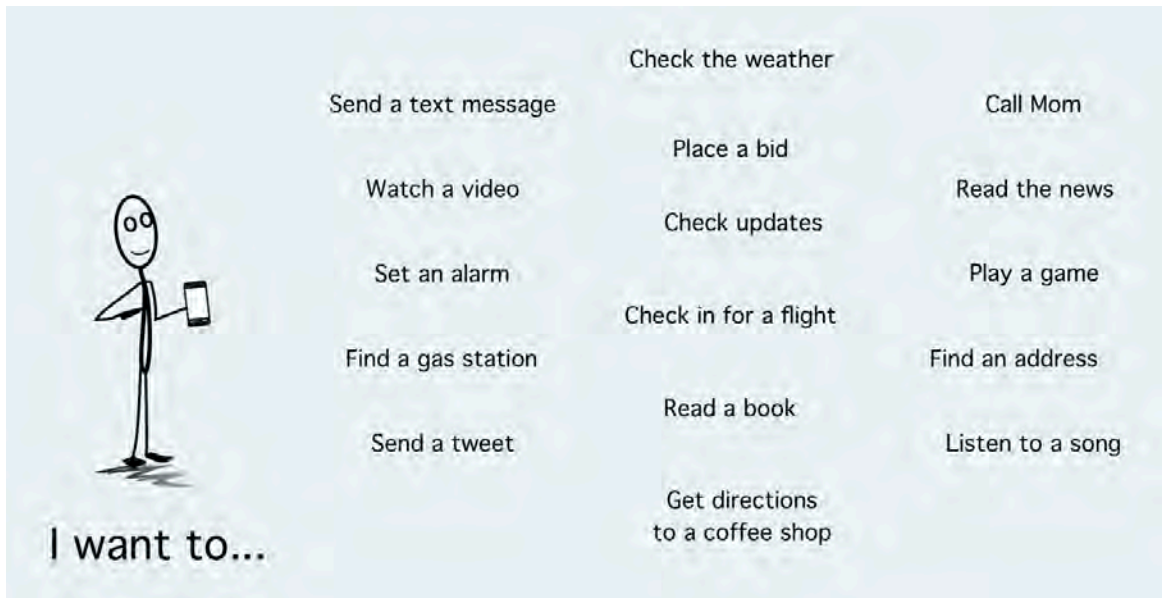 I want to...
Send a text message
Watch a video
Set an alarm
Find a gas station
Send a tweet
Check the weather
Place a bid
Check updates
Check in for a flight
Read a book
Get directions
to a coffee shop
Call Mom
Read the news
Play a game
Find an address
Listen to a song